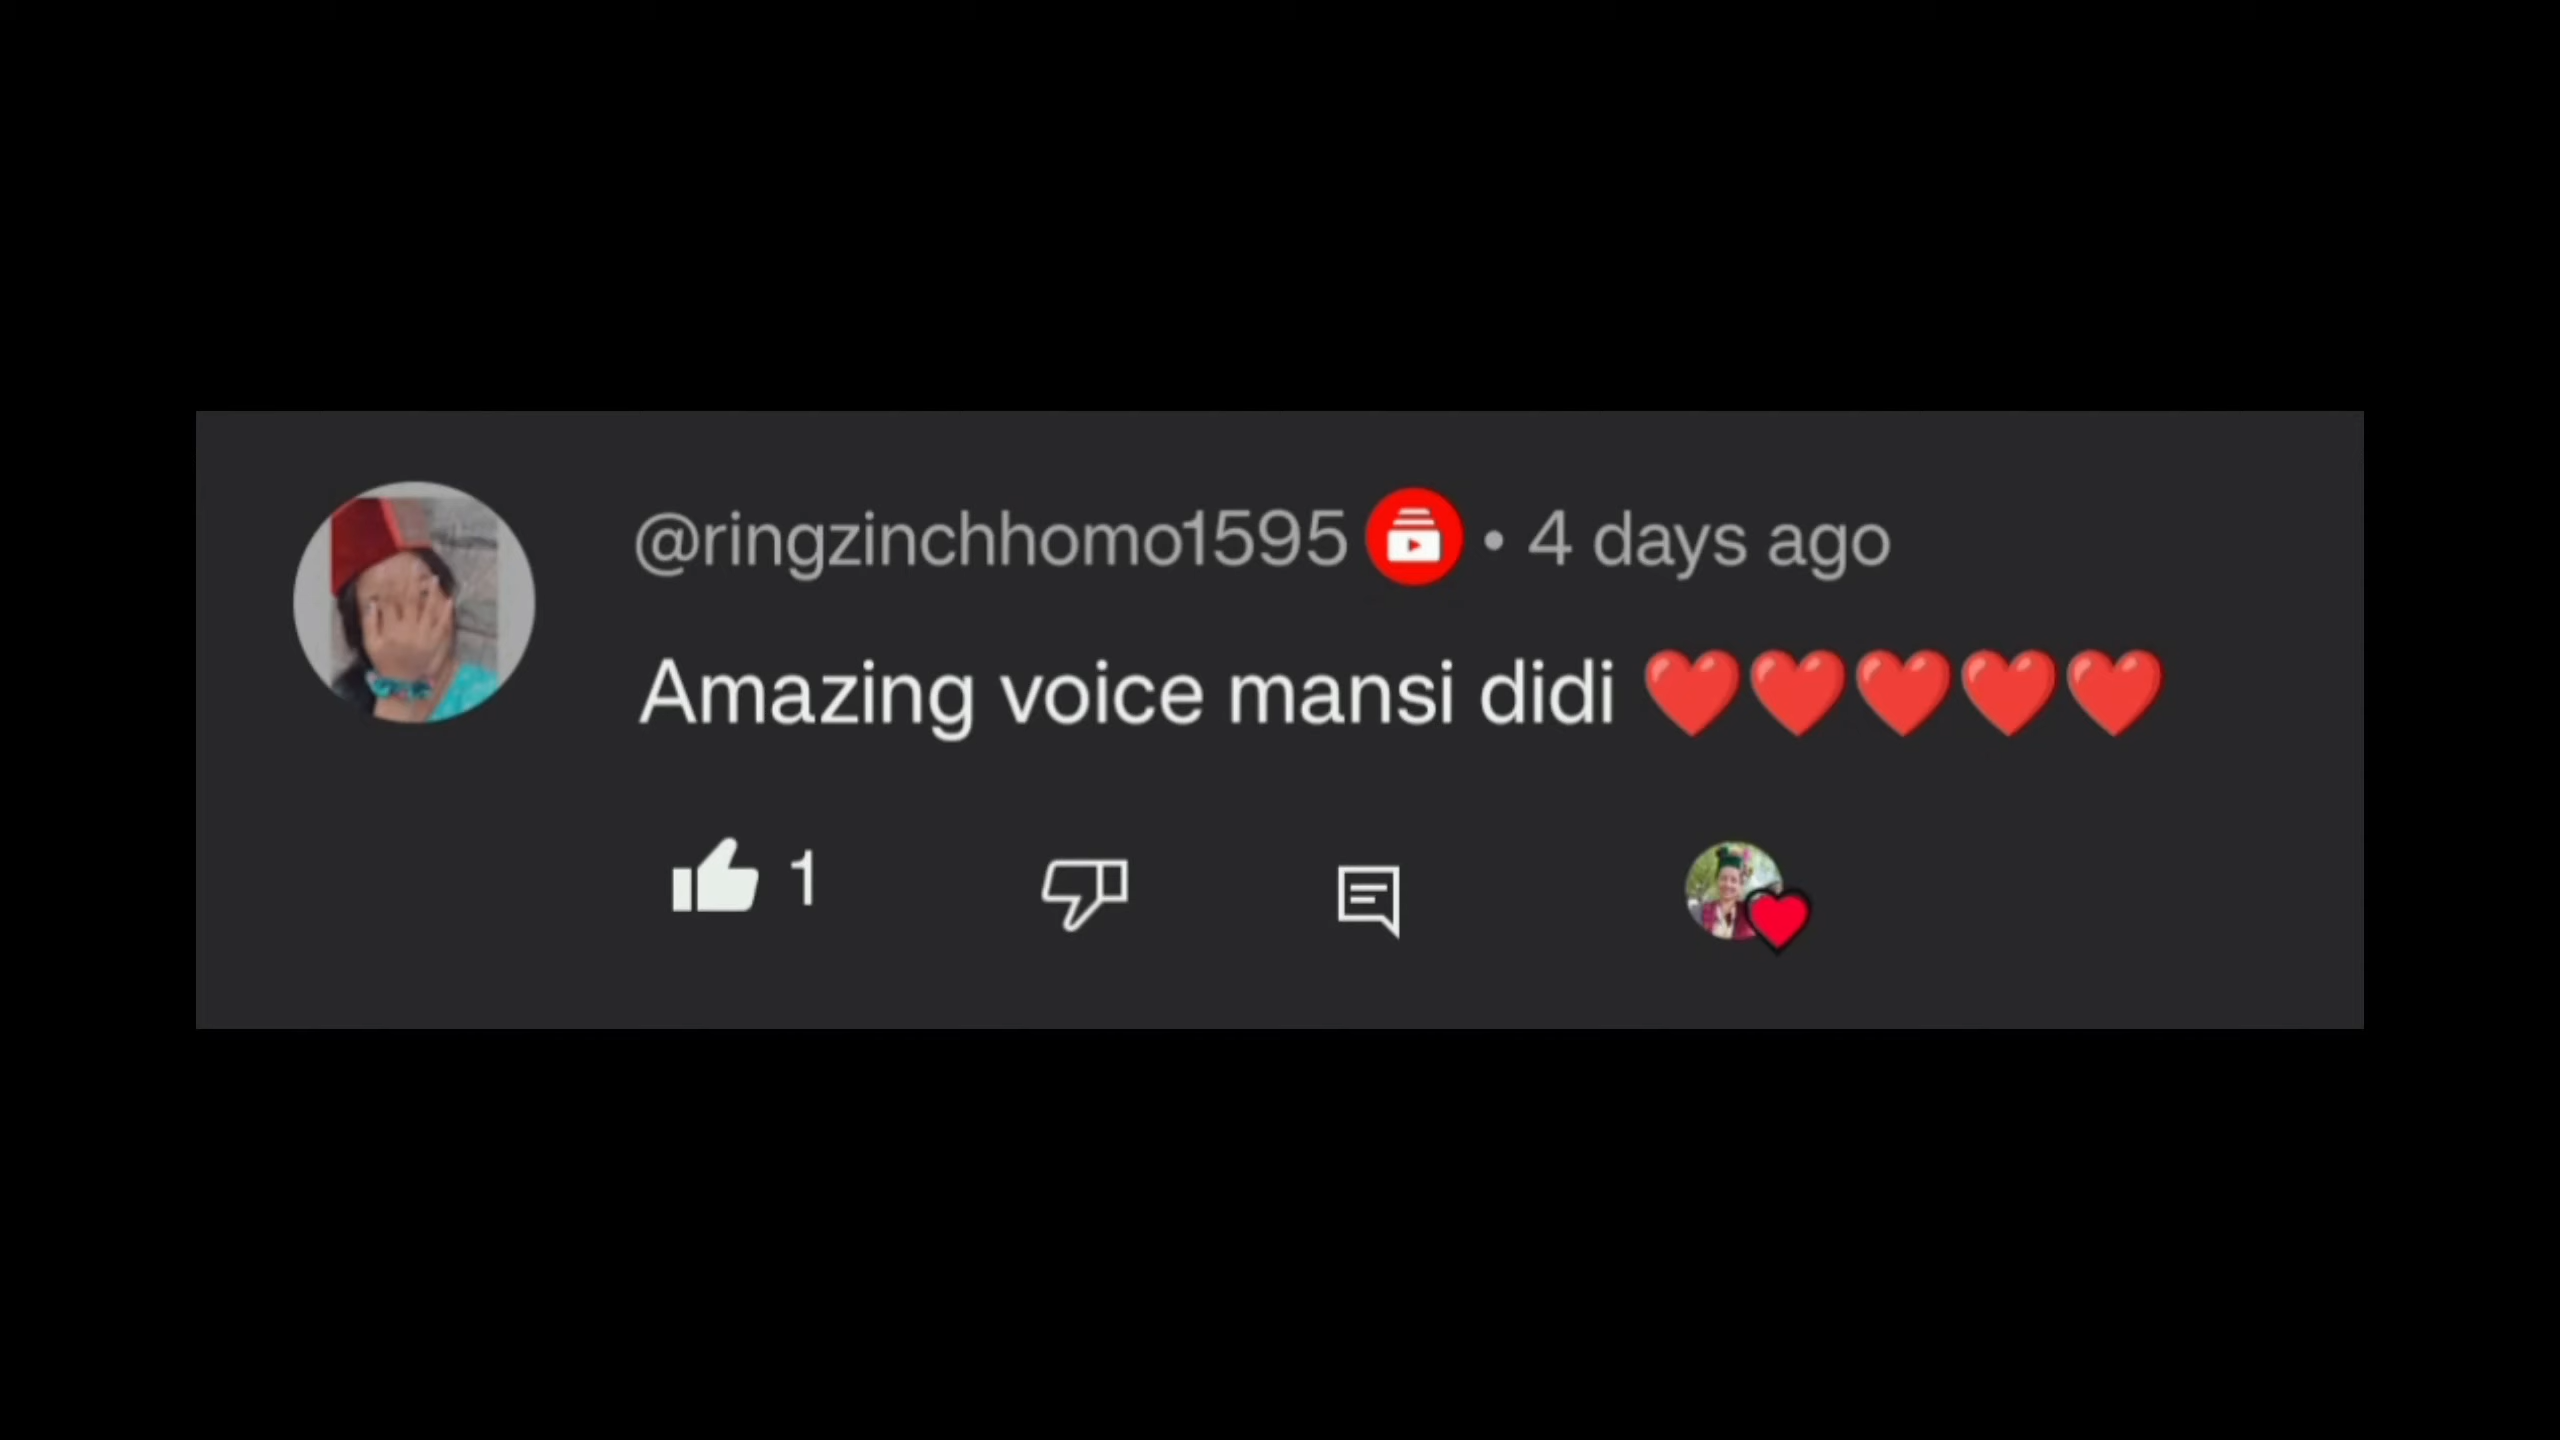 @ringzinchhomo1595 • 4 days ago
Amazing voice mansi didi ❤️❤️❤️❤️❤️
1